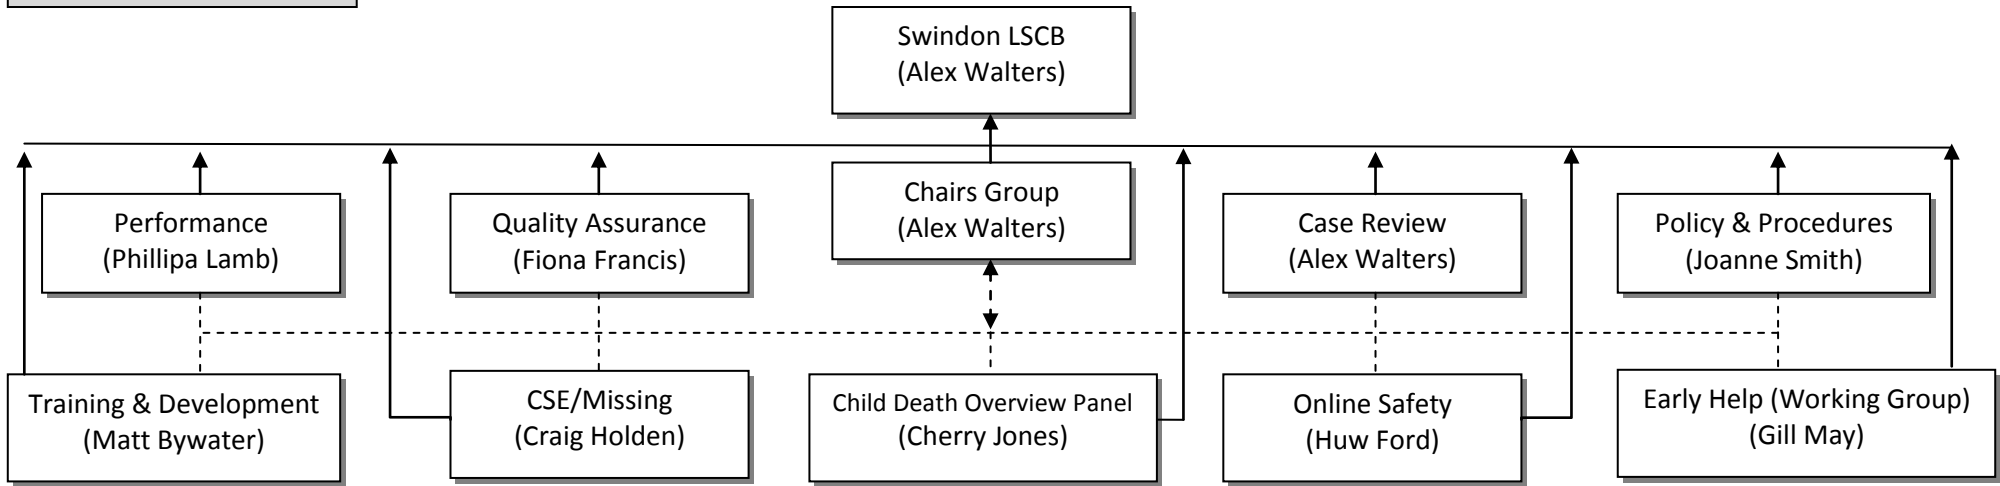 Swindon LSCB
(Alex Walters)
Chairs Group
(Alex Walters)
Performance
(Phillipa Lamb)
Quality Assurance
(Fiona Francis)
Case Review
(Alex Walters)
Policy & Procedures
(Joanne Smith)
Training & Development
(Matt Bywater)
CSE/Missing
(Craig Holden)
Child Death Overview Panel
(Cherry Jones)
Online Safety
(Huw Ford)
Early Help (Working Group)
(Gill May)